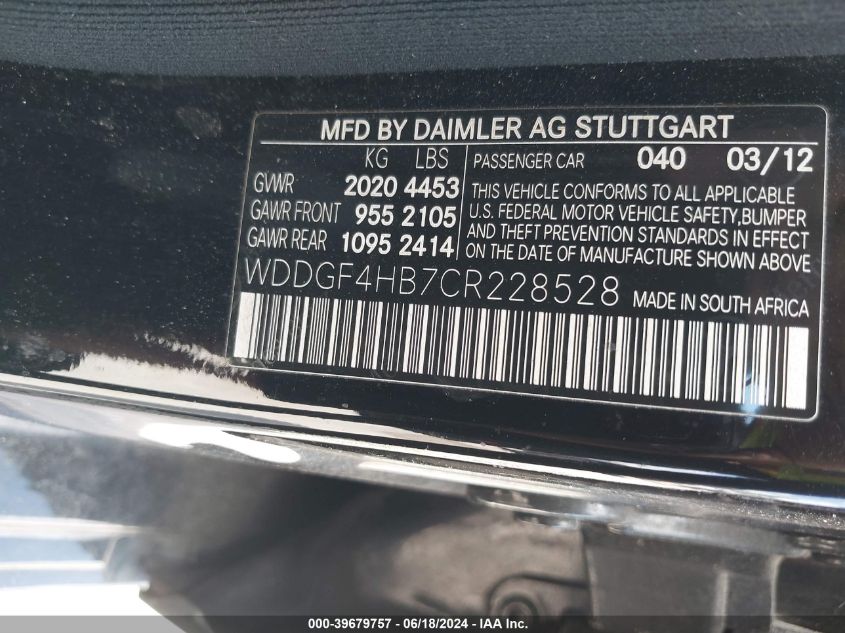 MFD BY DAIMLER AG STUTTGART
KG LBS
GVWR 2020 4453
GAWR FRONT 955 2105
GAWR REAR 1095 2414
PASSENGER CAR 040 03/12
THIS VEHICLE CONFORMS TO ALL APPLICABLE
U.S. FEDERAL MOTOR VEHICLE SAFETY,BUMPER
AND THEFT PREVENTION STANDARDS IN EFFECT
ON THE DATE OF MANUFACTURE SHOWN ABOVE
WDDGF4HB7CR228528 MADE IN SOUTH AFRICA
000-39679757 - 06/18/2024 - IAA Inc.